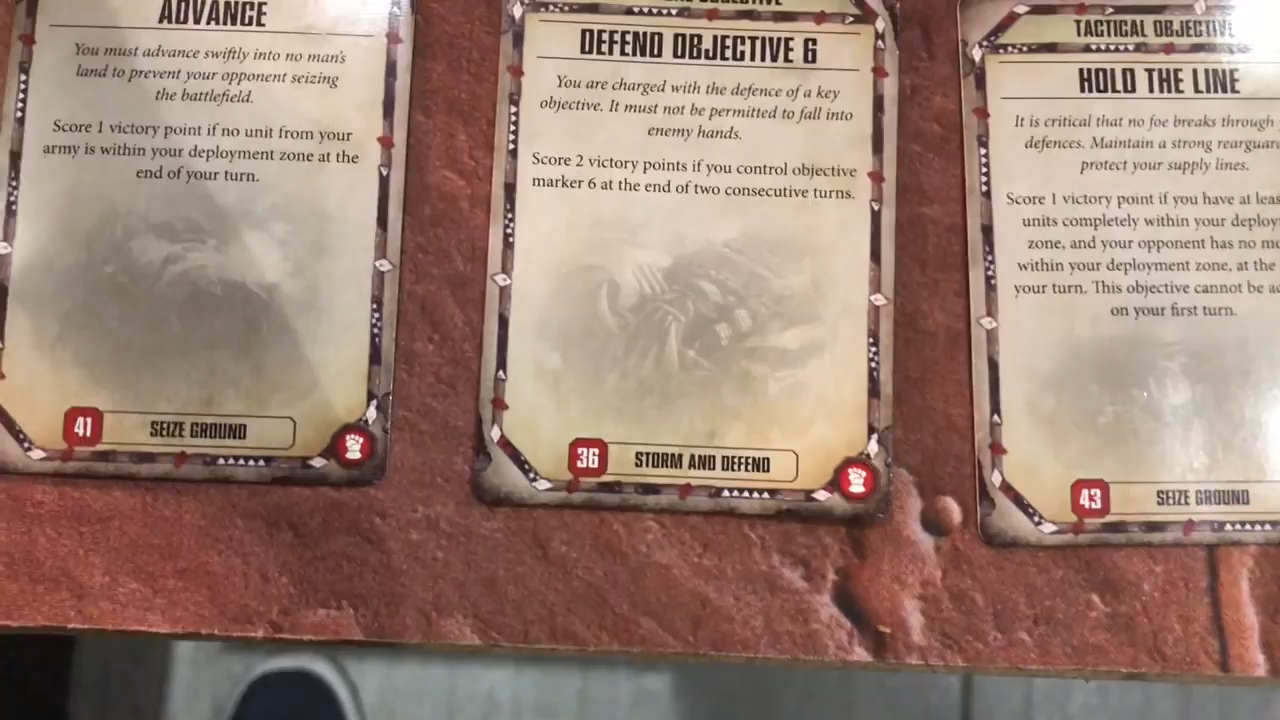 ADVANCE
You must advance swiftly into no man's
land to prevent your opponent seizing
the battlefield.
Score 1 victory point if no unit from your
army is within your deployment zone at the
end of your turn.
41
SEIZE GROUND
OBJECTIVE
DEFEND OBJECTIVE 6
You are charged with the defence of a key
objective. It must not be permitted to fall into
enemy hands.
Score 2 victory points if you control objective
marker 6 at the end of two consecutive turns.
36
STORM AND DEFEND
TACTICAL OBJECTIVE
HOLD THE LINE
It is critical that no foe breaks through
defences. Maintain a strong rearguar
protect your supply lines.
Score 1 victory point if you have at leas
units completely within your deploy
zone, and your opponent has no mo
within your deployment zone, at the
your turn. This objective cannot be a
on your first turn.
43
SEIZE GROUND